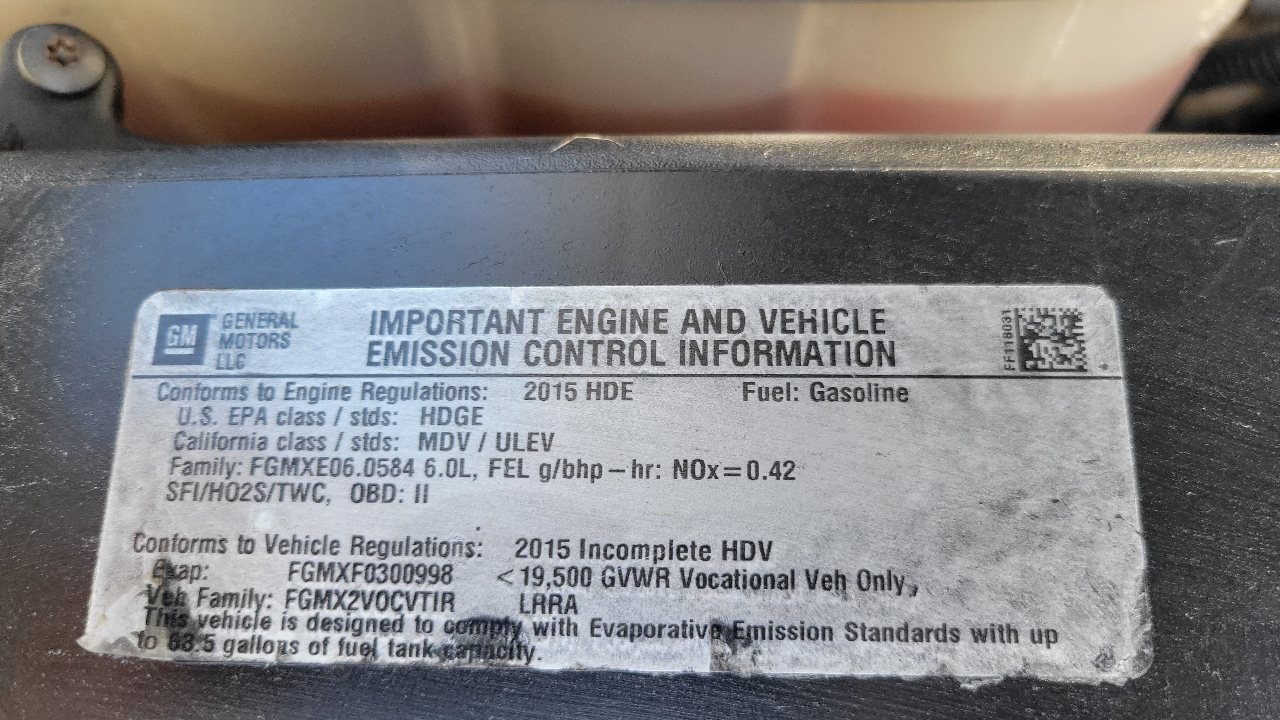 GM GENERAL MOTORS LLC
IMPORTANT ENGINE AND VEHICLE
EMISSION CONTROL INFORMATION
FF118031
Conforms to Engine Regulations: 2015 HDE Fuel: Gasoline
U.S. EPA class / stds: HDGE
California class / stds: MDV / ULEV
Family: FGMXE06.0584 6.0L, FEL g/bhp-hr: NOx=0.42
SFI/HO2S/TWC, OBD: II
Conforms to Vehicle Regulations: 2015 Incomplete HDV
Evap: FGMXF0300998 <19,500 GVWR Vocational Veh Only,
Veh Family: FGMX2VOCVTIR LRRA
This vehicle is designed to comply with Evaporative Emission Standards with up
to 63.5 gallons of fuel tank capacity.